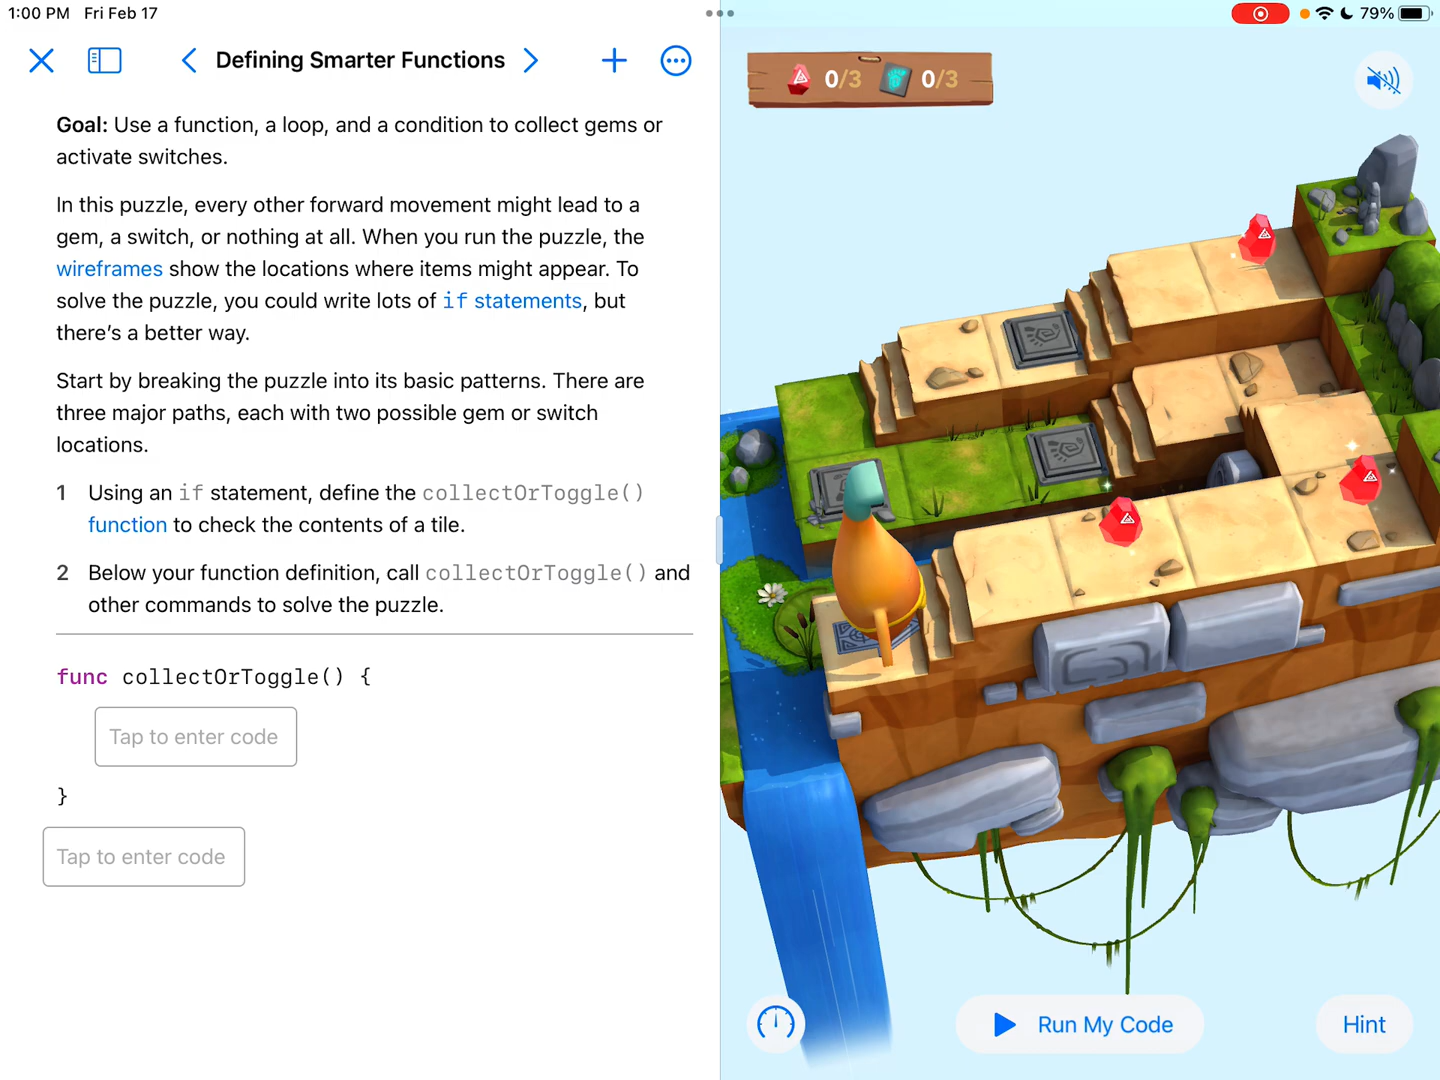 1:00 PM Fri Feb 17
79%
Defining Smarter Functions
0/3 0/3
Goal: Use a function, a loop, and a condition to collect gems or
activate switches.
In this puzzle, every other forward movement might lead to a
gem, a switch, or nothing at all. When you run the puzzle, the
wireframes show the locations where items might appear. To
solve the puzzle, you could write lots of if statements, but
there’s a better way.
Start by breaking the puzzle into its basic patterns. There are
three major paths, each with two possible gem or switch
locations.
1 Using an if statement, define the collectOrToggle()
function to check the contents of a tile.
2 Below your function definition, call collectOrToggle() and
other commands to solve the puzzle.
func collectOrToggle() {
Tap to enter code
}
Tap to enter code
Run My Code
Hint